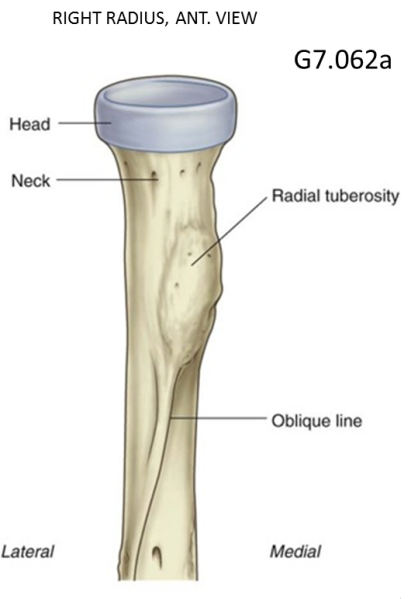 RIGHT RADIUS, ANT. VIEW
G7.062a
Head
Neck
Radial tuberosity
Oblique line
Lateral
Medial